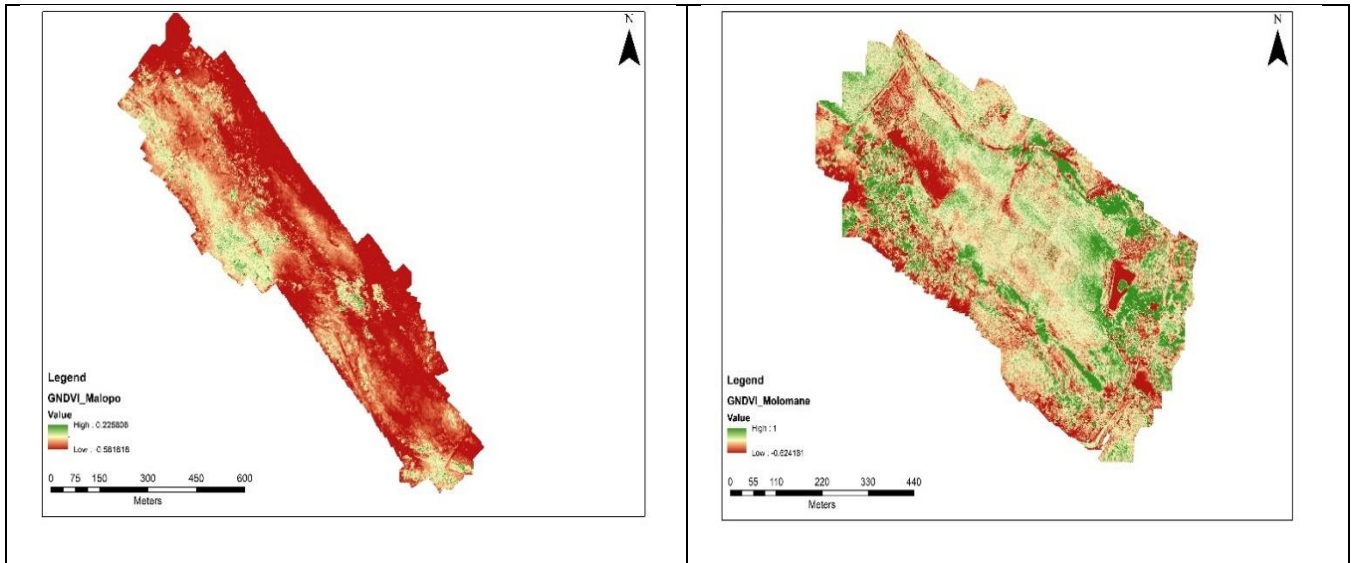 N
Legend
GNDVI_Malopo
Value
High : 0.225806
Low : -0.581818
0 75 150 300 450 600
Meters
N
Legend
GNDVI_Molomane
Value
High : 1
Low : -0.624161
0 55 110 220 330 440
Meters